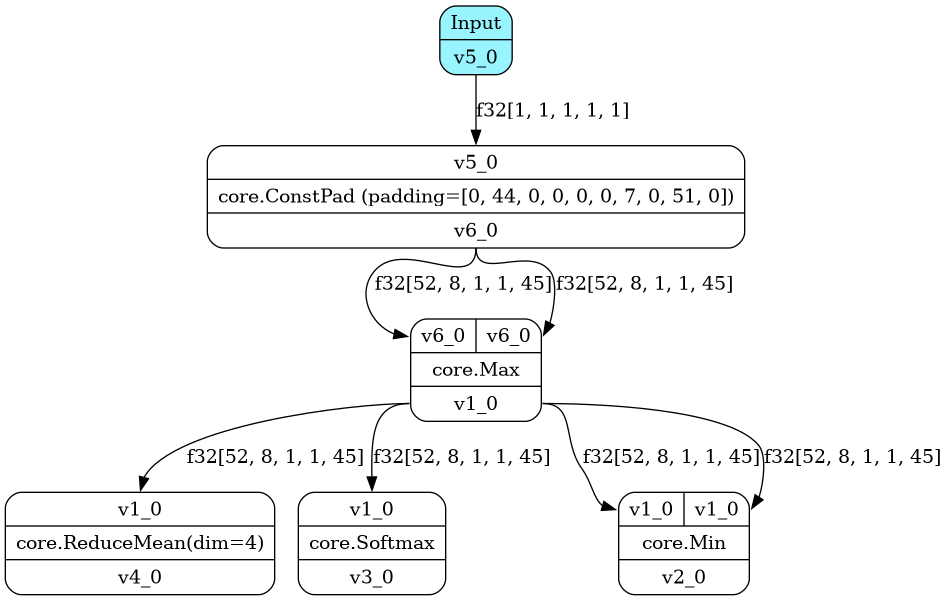 Input
v5_0
f32[1, 1, 1, 1, 1]
v5_0
core.ConstPad (padding=[0, 44, 0, 0, 0, 0, 7, 0, 51, 0])
v6_0
f32[52, 8, 1, 1, 45] f32[52, 8, 1, 1, 45]
v6_0 v6_0
core.Max
v1_0
f32[52, 8, 1, 1, 45] f32[52, 8, 1, 1, 45] f32[52, 8, 1, 1, 45] f32[52, 8, 1, 1, 45]
v1_0 v1_0 v1_0 v1_0
core.ReduceMean(dim=4) core.Softmax core.Min
v4_0 v3_0 v2_0